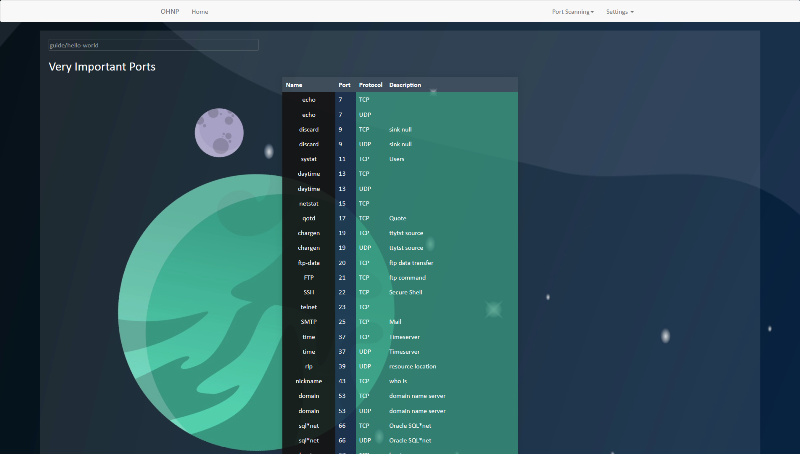 OHNP Home Port Scanning Settings
guide/hello-world
Very Important Ports
Name Port Protocol Description
echo 7 TCP
echo 7 UDP
discard 9 TCP sink null
discard 9 UDP sink null
systat 11 TCP Users
daytime 13 TCP
daytime 13 UDP
netstat 15 TCP
qotd 17 TCP Quote
chargen 19 TCP ttytst source
chargen 19 UDP ttytst source
ftp-date 20 TCP ftp data transfer
FTP 21 TCP ftp command
SSH 22 TCP Secure Shell
telnet 23 TCP
SMTP 25 TCP Mail
time 37 TCP Timeserver
time 37 UDP Timeserver
rlp 39 UDP resource location
nickname 43 TCP who is
domain 53 TCP domain name server
domain 53 UDP domain name server
sql*net 66 TCP Oracle SQL*net
sql*net 66 UDP Oracle SQL*net